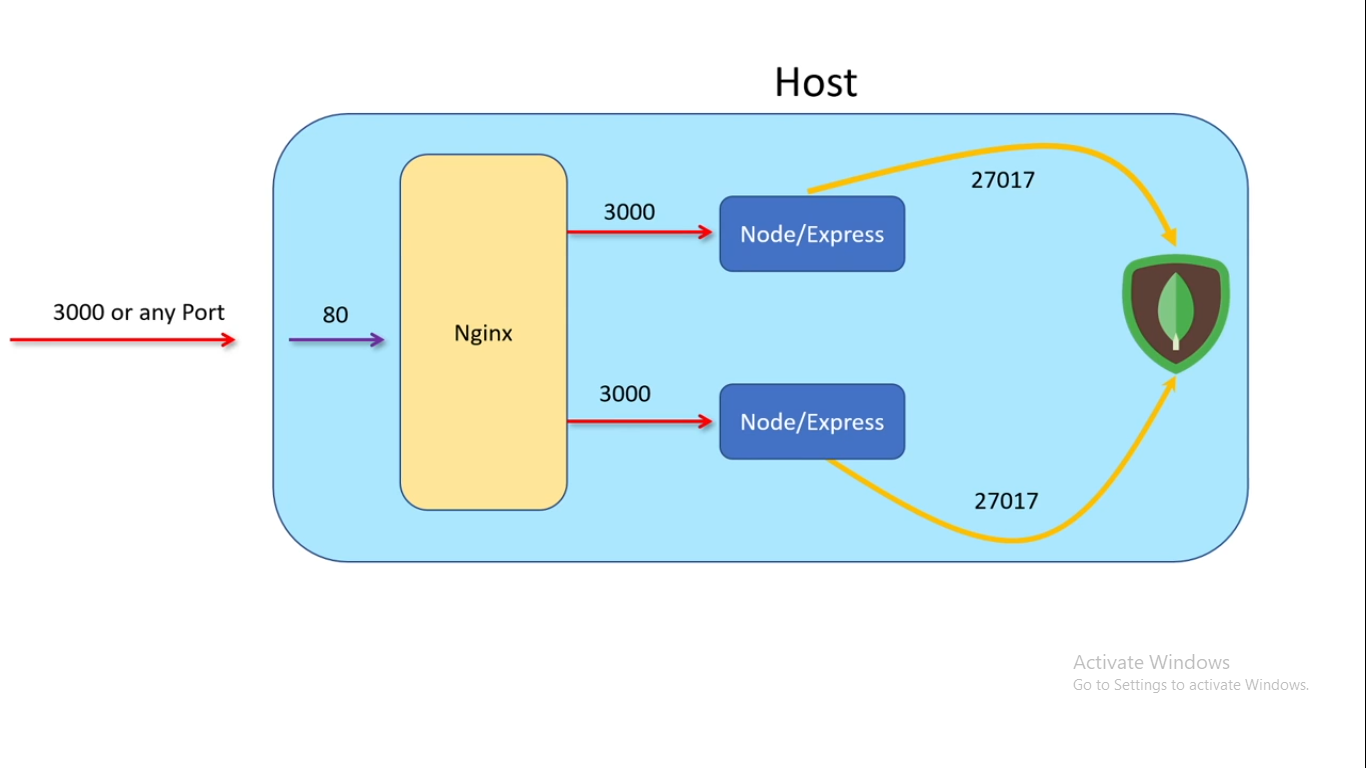 Host
27017
3000
Node/Express
3000 or any Port
80
Nginx
3000
Node/Express
27017
Activate Windows
Go to Settings to activate Windows.